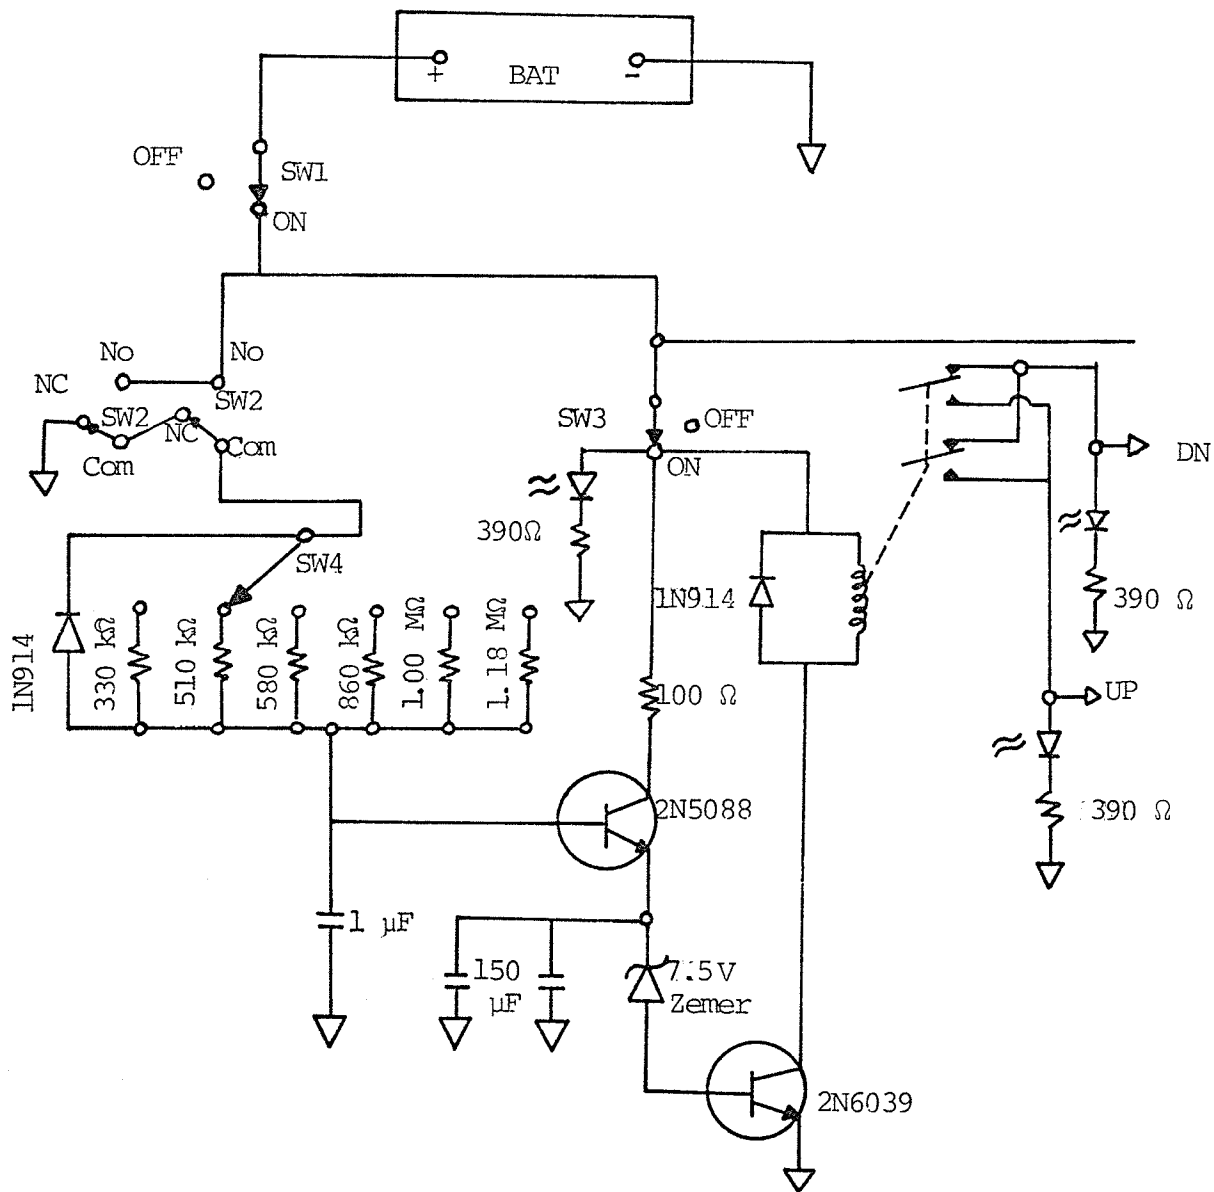 +
BAT
-
OFF
SW1
ON
No
No
NC
SW2
SW2
NC
Com
Com
SW3
OFF
ON
DN
390Ω
SW4
1N914
390 Ω
1N914
330 kΩ
510 kΩ
580 kΩ
860 kΩ
1.00 MΩ
1.18 MΩ
100 Ω
UP
2N5088
390 Ω
1 µF
150
µF
7.5V
Zemer
2N6039